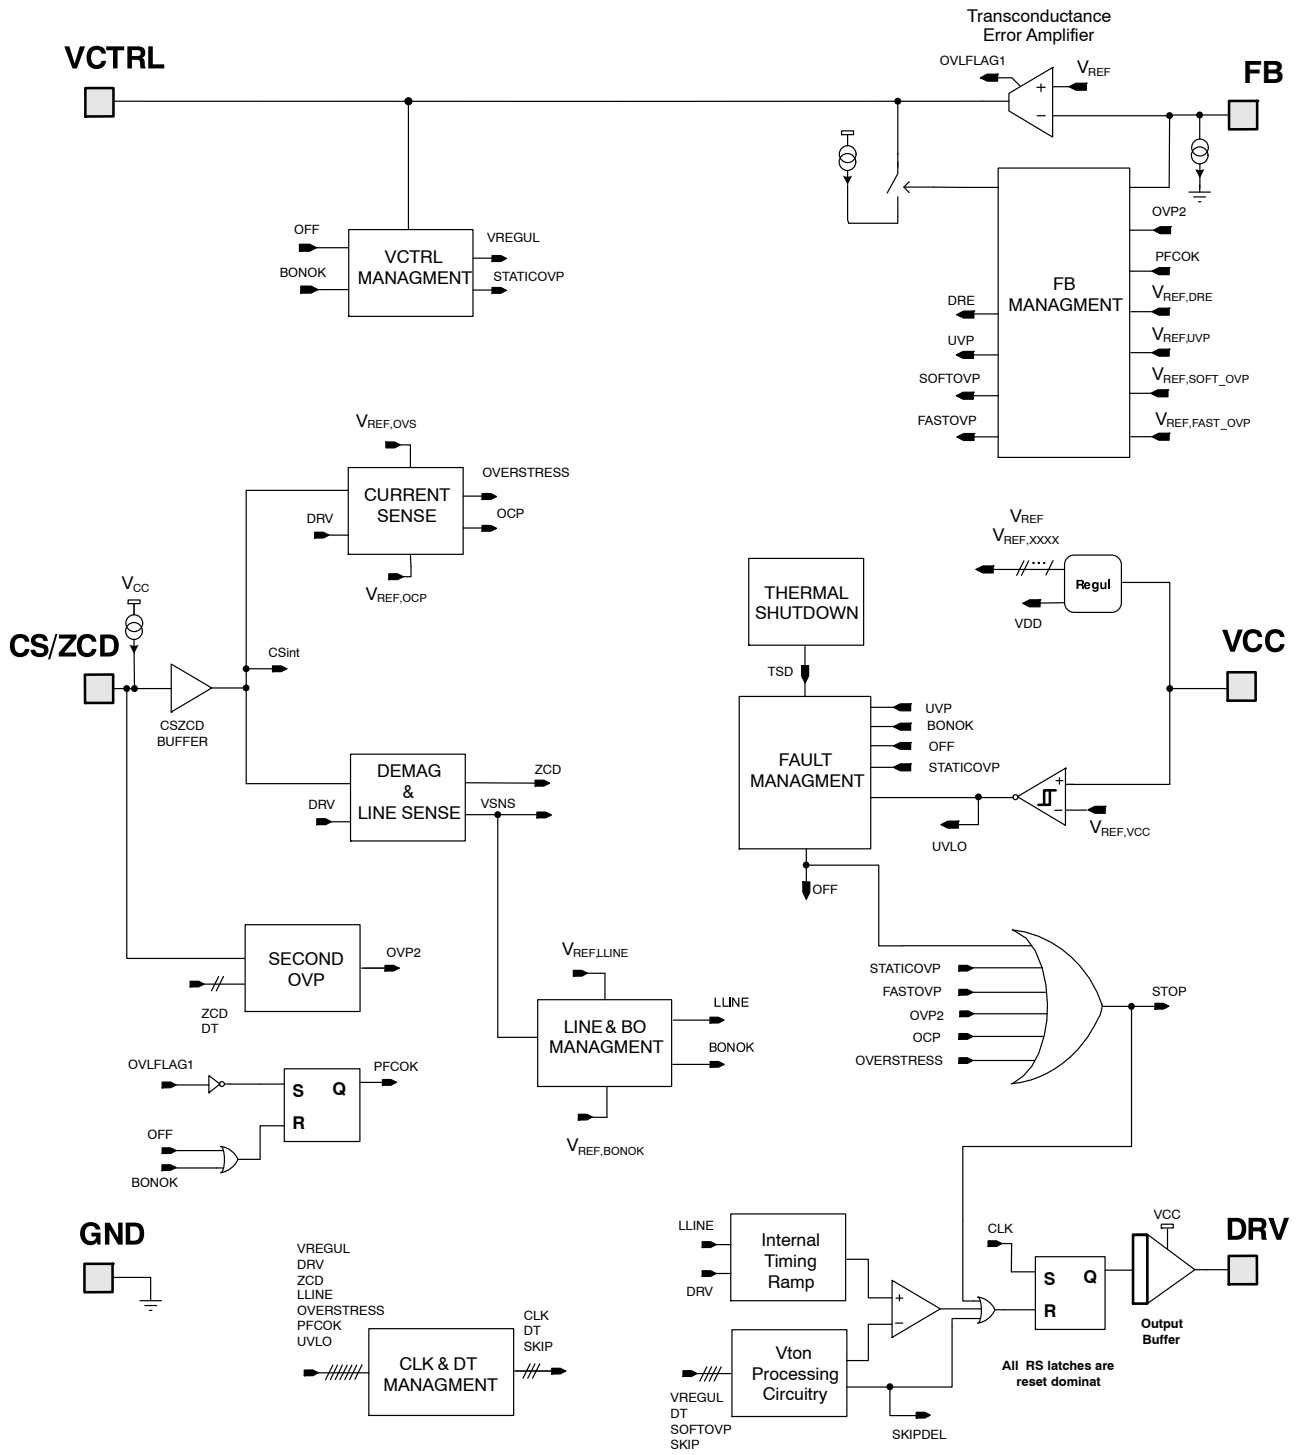 Transconductance
Error Amplifier
VCTRL
OVLFLAG1
VREF
FB
+
−
OFF
BONOK
VCTRL
MANAGMENT
VREGUL
STATICOVP
FB
MANAGMENT
OVP2
PFCOK
VREF,DRE
VREF,UVP
VREF,SOFT_OVP
VREF,FAST_OVP
DRE
UVP
SOFTOVP
FASTOVP
VREF,OVS
CURRENT
SENSE
OVERSTRESS
OCP
DRV
VREF,OCP
VREF
VREF,XXXX
...
Regul
VDD
THERMAL
SHUTDOWN
TSD
VCC
CS/ZCD
CSint
CSZCD
BUFFER
VCC
FAULT
MANAGMENT
UVP
BONOK
OFF
STATICOVP
+
−
VREF,VCC
UVLO
OFF
DEMAG
&
LINE SENSE
DRV
ZCD
VSNS
SECOND
OVP
OVP2
ZCD
DT
VREF,LLINE
LINE & BO
MANAGMENT
LLINE
BONOK
VREF,BONOK
STATICOVP
FASTOVP
OVP2
OCP
OVERSTRESS
STOP
OVLFLAG1
S Q
R
PFCOK
OFF
BONOK
GND
VREGUL
DRV
ZCD
LLINE
OVERSTRESS
PFCOK
UVLO
CLK & DT
MANAGMENT
CLK
DT
SKIP
LLINE
DRV
Internal
Timing
Ramp
Vton
Processing
Circuitry
VREGUL
DT
SOFTOVP
SKIP
SKIPDEL
+
−
CLK
S Q
R
VCC
DRV
Output
Buffer
All RS latches are
reset dominat